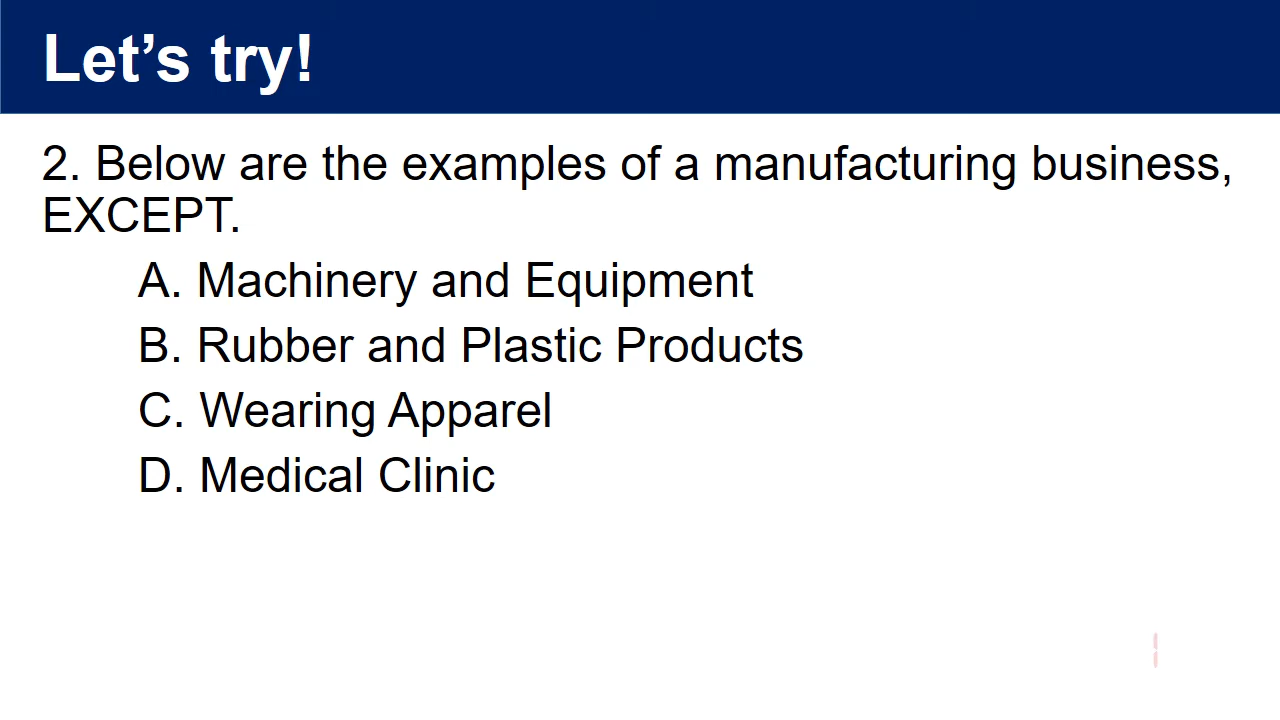 Let’s try!
2. Below are the examples of a manufacturing business,
EXCEPT.
A. Machinery and Equipment
B. Rubber and Plastic Products
C. Wearing Apparel
D. Medical Clinic
1